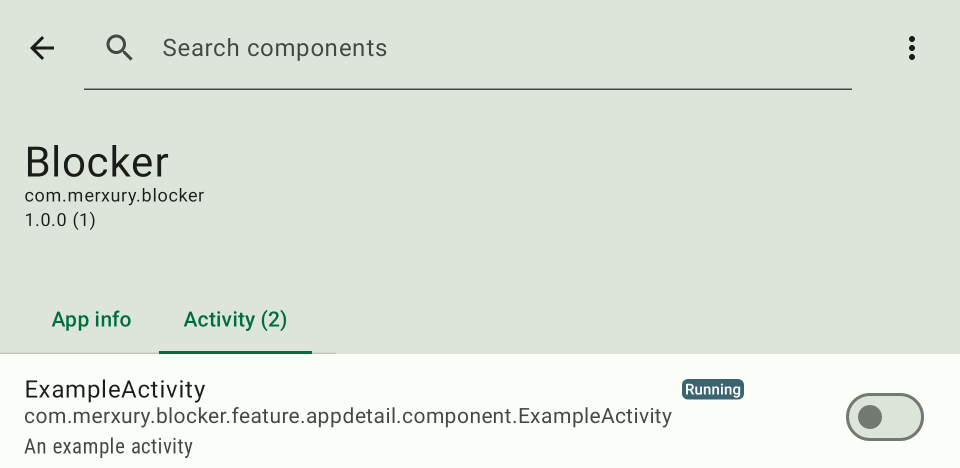 Search components
Blocker
com.merxury.blocker
1.0.0 (1)
App info
Activity (2)
ExampleActivity
Running
com.merxury.blocker.feature.appdetail.component.ExampleActivity
An example activity